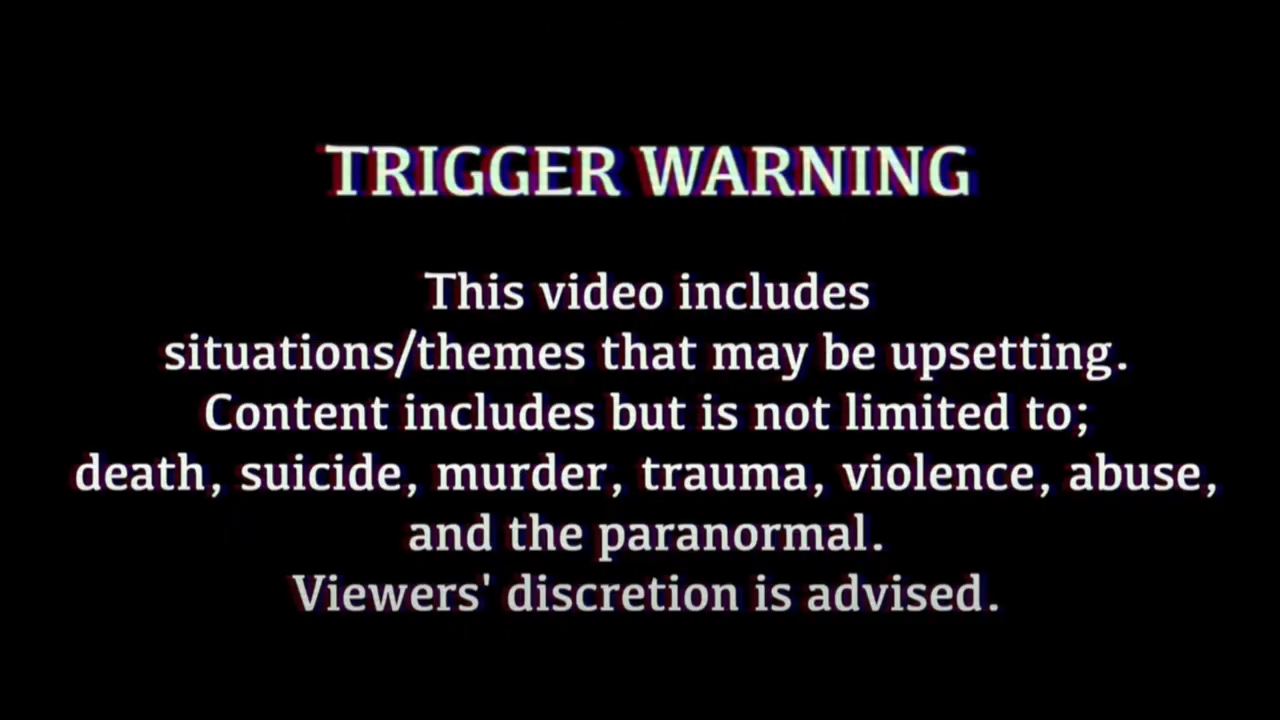 TRIGGER WARNING
This video includes
situations/themes that may be upsetting.
Content includes but is not limited to;
death, suicide, murder, trauma, violence, abuse,
and the paranormal.
Viewers' discretion is advised.